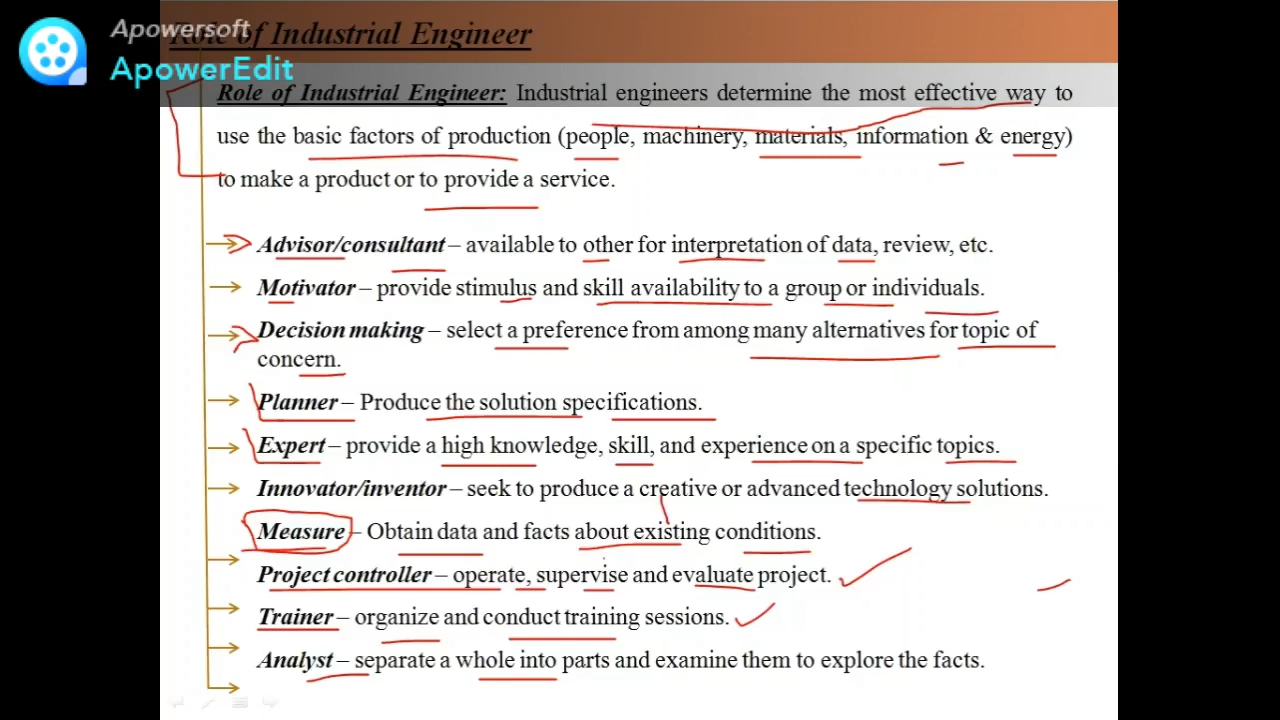 Apowersoft
ApowerEdit
Role of Industrial Engineer
Role of Industrial Engineer: Industrial engineers determine the most effective way to
use the basic factors of production (people, machinery, materials, information & energy)
to make a product or to provide a service.
Advisor/consultant – available to other for interpretation of data, review, etc.
Motivator – provide stimulus and skill availability to a group or individuals.
Decision making – select a preference from among many alternatives for topic of
concern.
Planner – Produce the solution specifications.
Expert – provide a high knowledge, skill, and experience on a specific topics.
Innovator/inventor – seek to produce a creative or advanced technology solutions.
Measure – Obtain data and facts about existing conditions.
Project controller – operate, supervise and evaluate project.
Trainer – organize and conduct training sessions.
Analyst – separate a whole into parts and examine them to explore the facts.